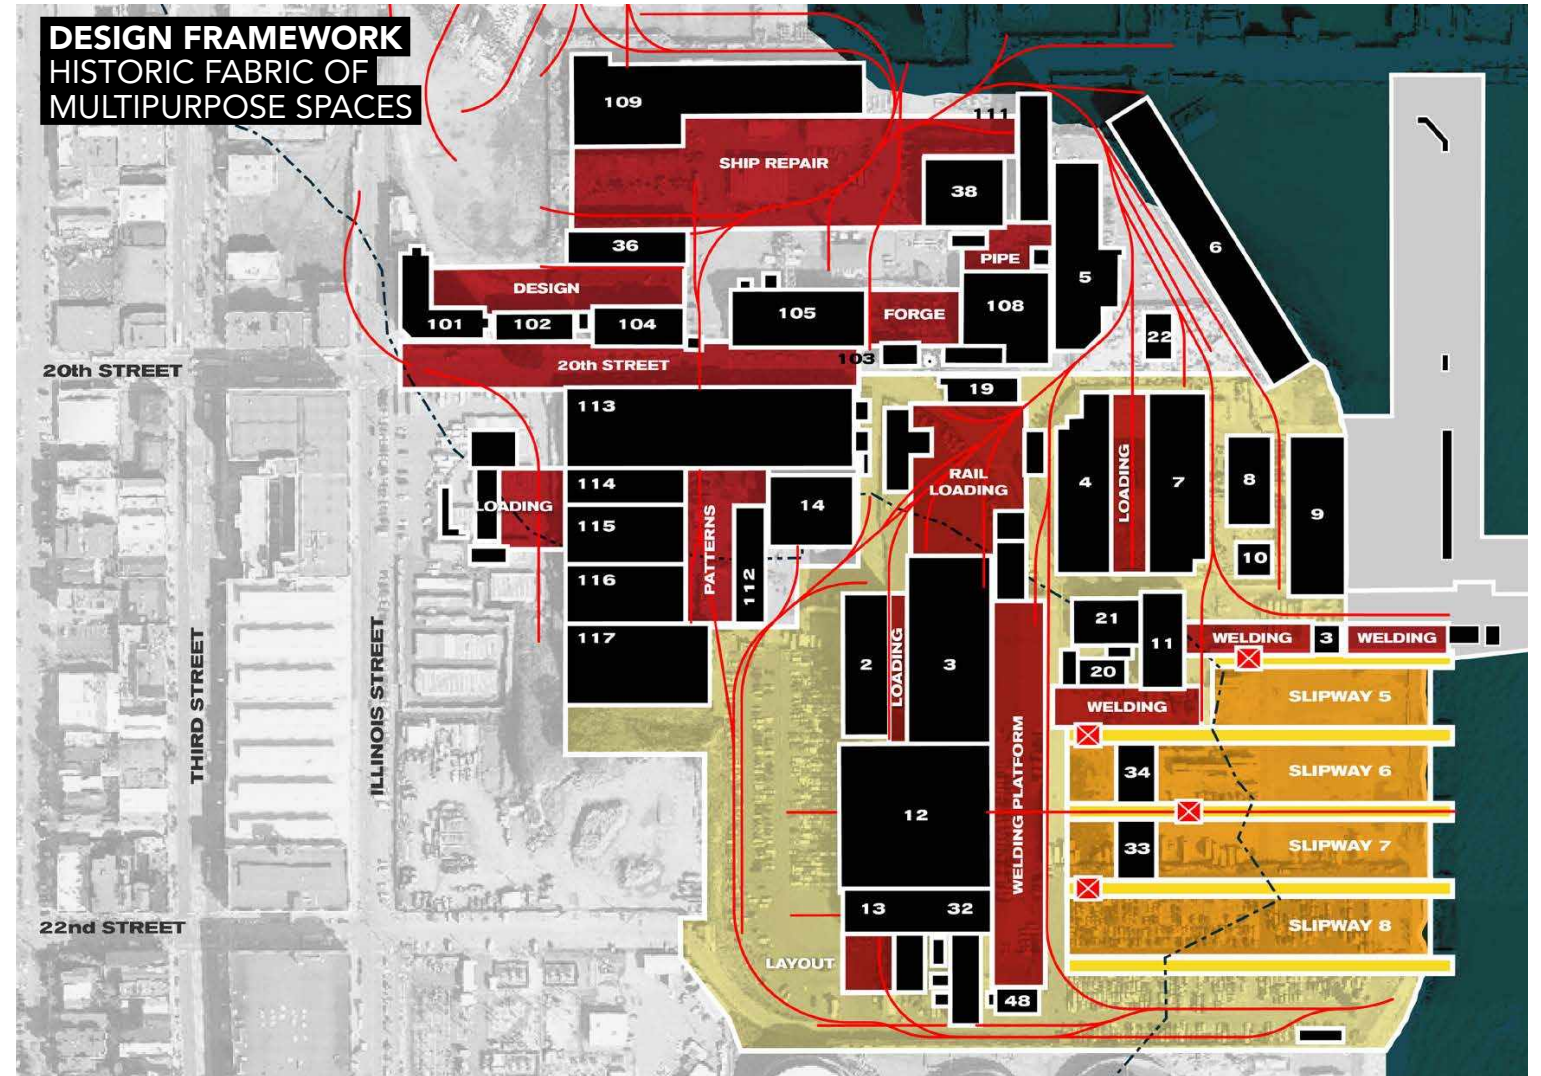 DESIGN FRAMEWORK
HISTORIC FABRIC OF
MULTIPURPOSE SPACES
109
111
SHIP REPAIR
38
36
6
PIPE
5
DESIGN
108
105
FORGE
101
102
104
22
103
20th STREET
20th STREET
19
113
RAIL
LOADING
LOADING
4
7
8
114
LOADING
14
9
115
PATTERNS
10
116
112
21
117
2
LOADING
3
11
WELDING
3
WELDING
20
SLIPWAY 5
WELDING
THIRD STREET
ILLINOIS STREET
WELDING PLATFORM
34
SLIPWAY 6
12
33
SLIPWAY 7
13
32
22nd STREET
SLIPWAY 8
LAYOUT
48